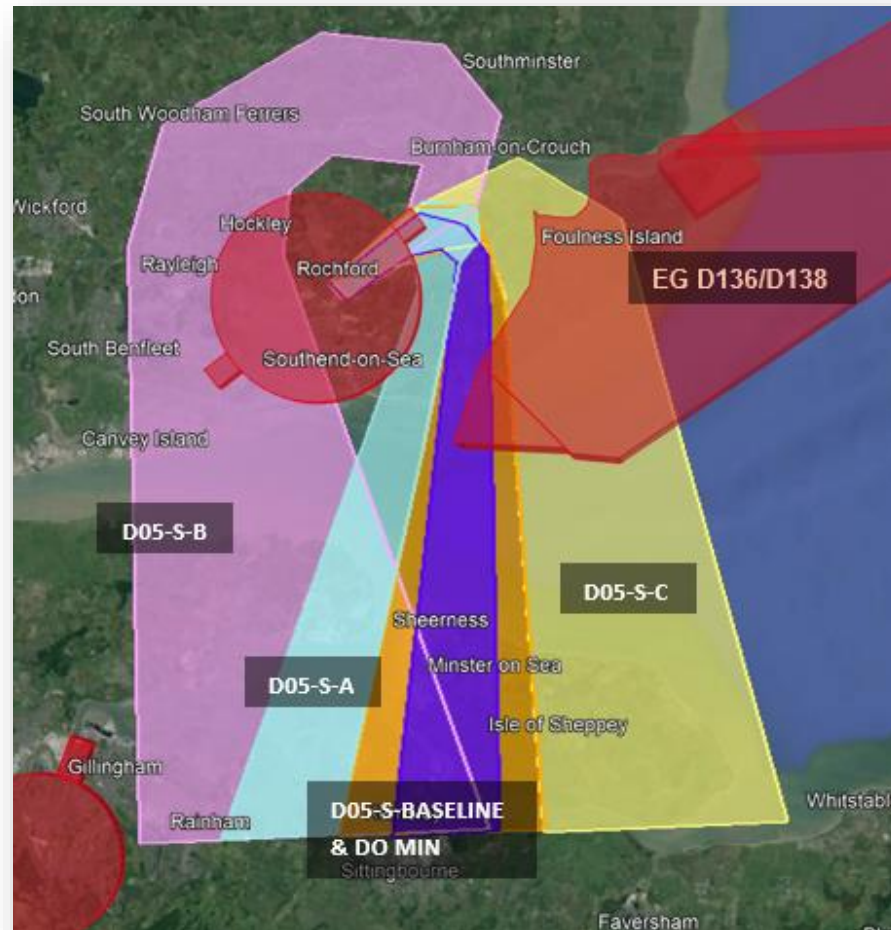 Southminster
South Woodham Ferrers
Burnham-on-Crouch
Wickford
Hockley
Foulness Island
Rayleigh
Rochford
EG D136/D138
don
South Benfleet
Southend-on-Sea
Canvey Island
D05-S-B
D05-S-C
Sheerness
Minster on Sea
D05-S-A
Isle of Sheppey
Gillingham
Whitstabl
Rainham
D05-S-BASELINE
& DO MIN
Sittingbourne
Faversham